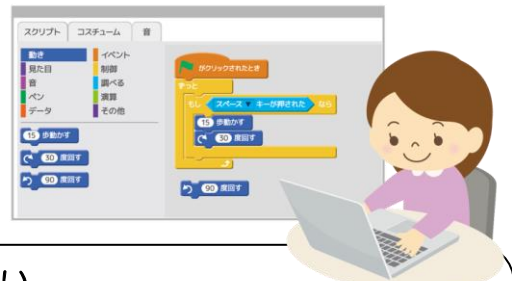 スクリプト コスチューム 音
動き イベント
見た目 制御
音 調べる
ペン 演算
データ その他
15 歩動かす
30 度回す
90 度回す
がクリックされたとき
ずっと
もし スペース キーが押された なら
15 歩動かす
30 度回す
90 度回す
い